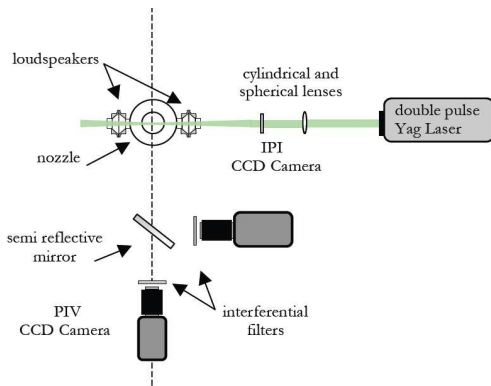 loudspeakers
cylindrical and
spherical lenses
double pulse
Yag Laser
nozzle
IPI
CCD Camera
semi reflective
mirror
PIV
CCD Camera
interferential
filters